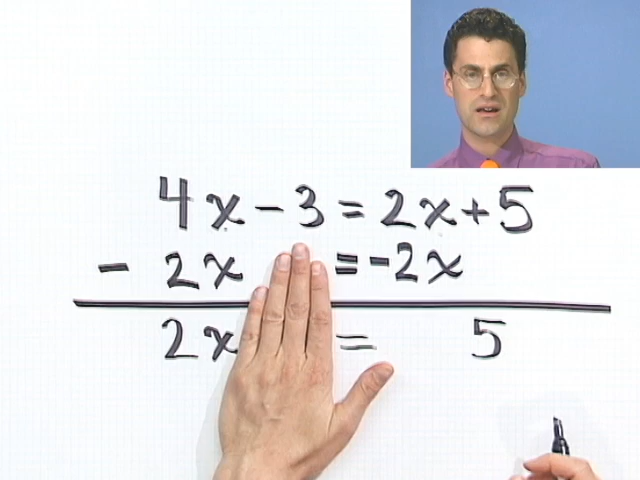 4x - 3 = 2x + 5
- 2x = -2x
2x = 5